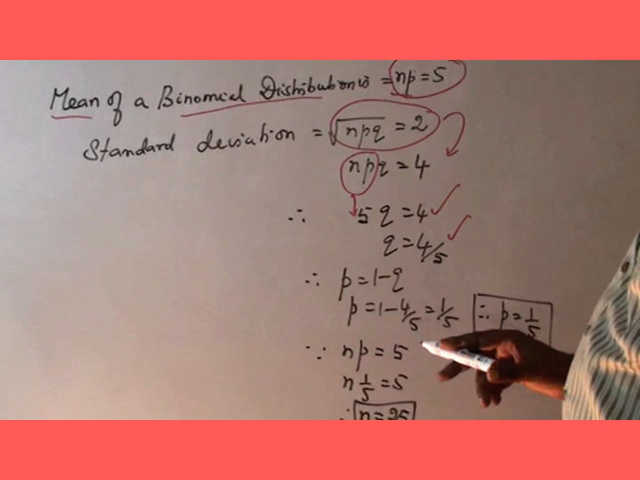 Mean of a Binomial Distribution is = np = 5
Standard deviation = √npq = 2
npq = 4
∴ 5 q = 4
q = 4/5
∴ p = 1-q
p = 1-4/5 = 1/5
∴ p = 1/5
∵ np = 5
n 1/5 = 5
∴ n = 25